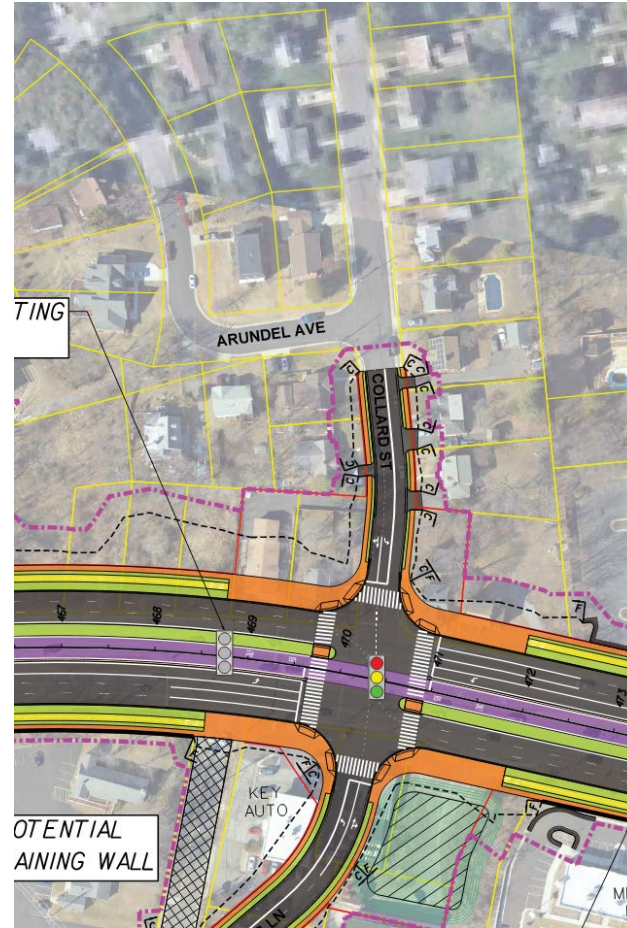 TING
ARUNDEL AVE
COLLARD ST
467
468
469
470
471
472
473
KEY
AUTO
OTENTIAL
AINING WALL
LN
C
F